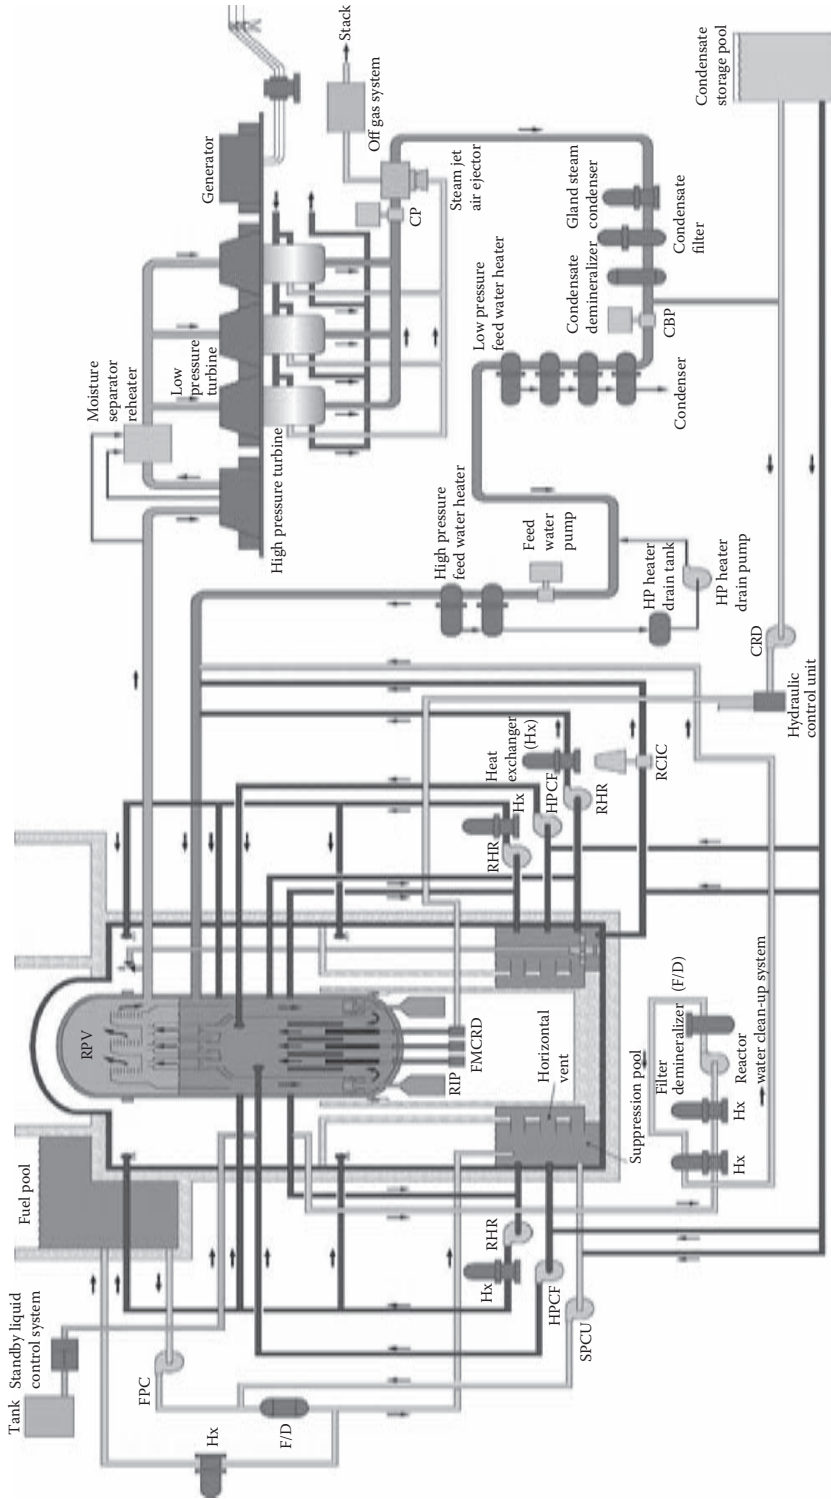 Tank
Standby liquid
control system
Fuel pool
FPC
Hx
F/D
RPV
RIP
FMCRD
Horizontal
vent
Suppression pool
RHR
Hx
HPCF
SPCU
Filter
demineralizer (F/D)
Hx
Hx
Reactor
water clean-up system
RHR
Hx
HPCF
Heat
exchanger
(Hx)
RHR
RCIC
Hydraulic
control unit
CRD
HP heater
drain tank
HP heater
drain pump
Feed
water
pump
High pressure
feed water heater
High pressure turbine
Moisture
separator
reheater
Low
pressure
turbine
Generator
Stack
Off gas system
Steam jet
air ejector
CP
Low pressure
feed water heater
Condensate
demineralizer
Gland steam
condenser
Condensate
filter
CBP
Condenser
Condensate
storage pool